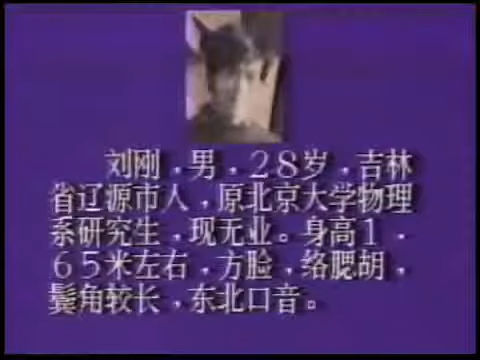 刘刚，男，28岁，吉林
省辽源市人，原北京大学物理
系研究生，现无业。身高1．
65米左右，方脸，络腮胡，
鬓角较长，东北口音。